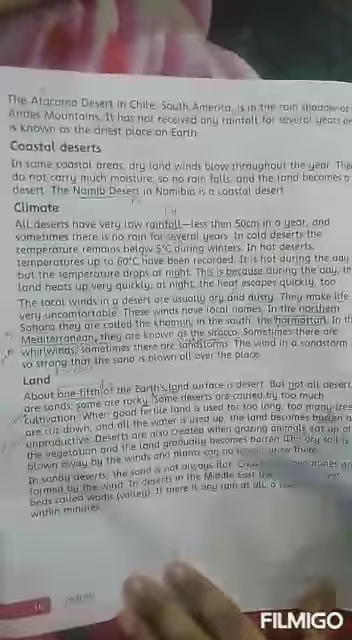 The Atacama Desert in Chile, South America, is in the rain shadow of
Andes Mountains. It has not received any rainfall for several years an
is known as the driest place on Earth.
Coastal deserts
In some coastal areas, dry land winds blow throughout the year. The
do not carry much moisture, so no rain falls, and the land becomes a
desert. The Namib Desert in Namibia is a coastal desert.
Climate
All deserts have very low rainfall—less then 50cm in a year, and
sometimes there is no rain for several years. In cold deserts the
temperature remains below 5°C during winters. In hot deserts,
temperatures up to 60°C have been recorded. It is hot during the day
but the temperature drops at night. This is because during the day, th
land heats up very quickly; at night, the heat escapes quickly, too.
The local winds in a desert are usually dry and dusty. They make life
very uncomfortable. These winds have local names. In the northern
Sahara they are called the khamsin, in the south, the harmattan. In th
Mediterranean, they are known as the sirocco. Sometimes there are
whirlwinds; sometimes there are sandstorms. The wind in a sandstorm
so strong that the sand is blown all over the place.
Land
About one-fifth of the Earth's land surface is desert. But not all desert
are sandy; some are rocky. Some deserts are caused by too much
cultivation. When good fertile land is used for too long, too many tree
are cut down, and all the water is used up, the land becomes barren
unproductive. Deserts are also created when grazing animals eat up
the vegetation and the land gradually becomes barren. The dry soil is
blown away by the winds and plants can no grow there.
In sandy deserts, the sand is not always flat.
formed by the wind. In deserts in the Middle East
beds called wadis (valley). If there is any rain at all, a
within minutes.
16
FILMIGO